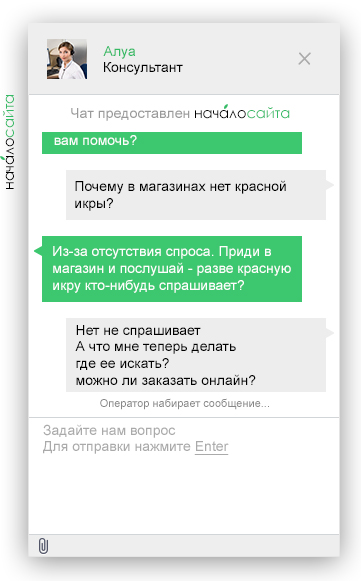 Алуа
Консультант
Чат предоставлен началосайта
началосайта
вам помочь?
Почему в магазинах нет красной
икры?
Из-за отсутствия спроса. Приди в
магазин и послушай - разве красную
икру кто-нибудь спрашивает?
Нет не спрашивает
А что мне теперь делать
где ее искать?
можно ли заказать онлайн?
Оператор набирает сообщение...
Задайте нам вопрос
Для отправки нажмите Enter